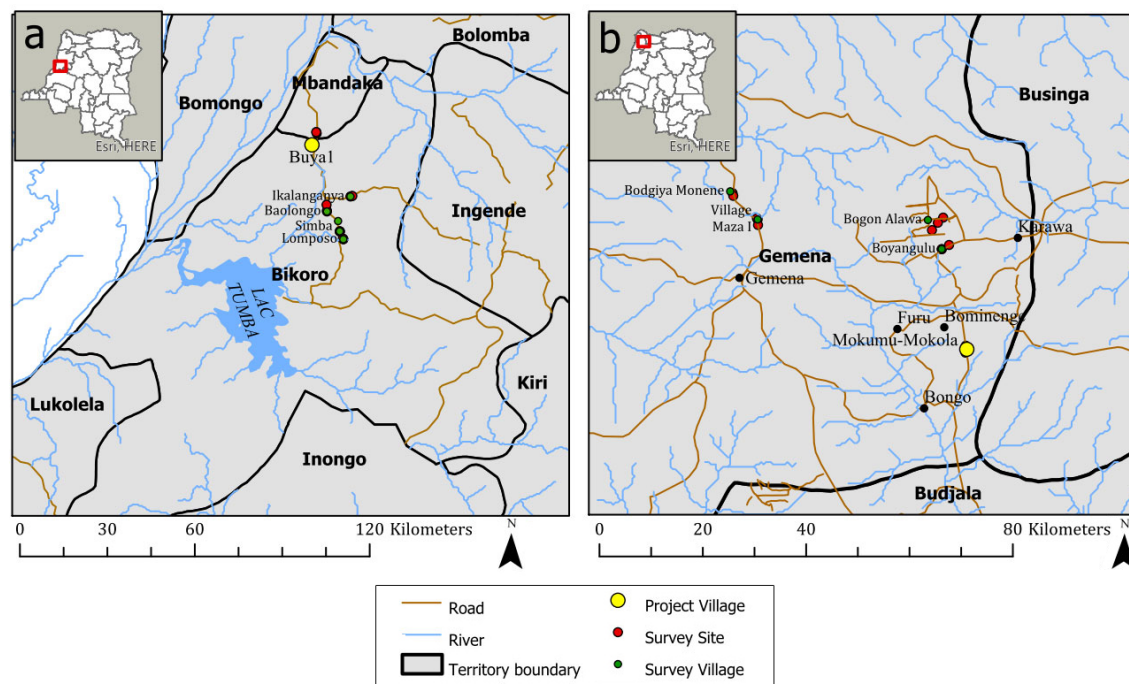 a
Esri, HERE
Bolomba
Mbandaka
Bomongo
Buya1
Ikalanganya
Baolongo
Simba
Lomposo
Ingende
Bikoro
LAC
TUMBA
Kiri
Lukolela
Inongo
0 30 60 120 Kilometers
N
b
Esri, HERE
Businga
Bodgiya Monene
Village
Maza 1
Bogon Alawa
Karawa
Boyangulu
Gemena
Gemena
Furu
Bominenge
Mokumu-Mokola
Bongo
Budjala
0 20 40 80 Kilometers
N
Road
River
Territory boundary
Project Village
Survey Site
Survey Village